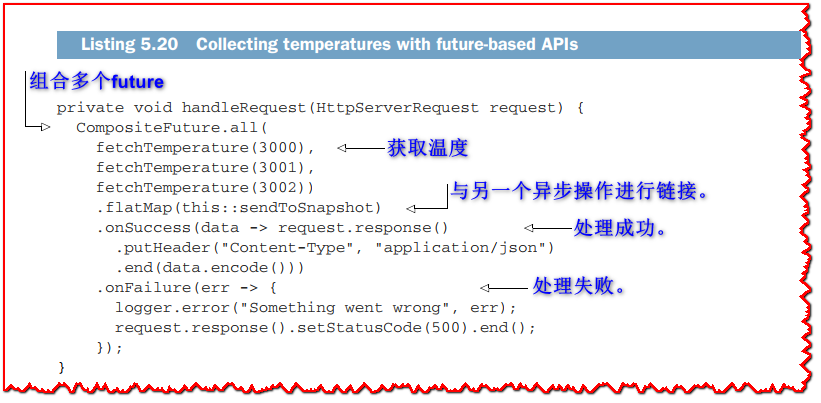 Listing 5.20 Collecting temperatures with future-based APIs
组合多个future
private void handleRequest(HttpServerRequest request) {
CompositeFuture.all(
fetchTemperature(3000), 获取温度
fetchTemperature(3001),
fetchTemperature(3002))
与另一个异步操作进行链接。
.flatMap(this::sendToSnapshot)
.onSuccess(data -> request.response() 处理成功。
.putHeader("Content-Type", "application/json")
.end(data.encode()))
.onFailure(err -> { 处理失败。
logger.error("Something went wrong", err);
request.response().setStatusCode(500).end();
});
}